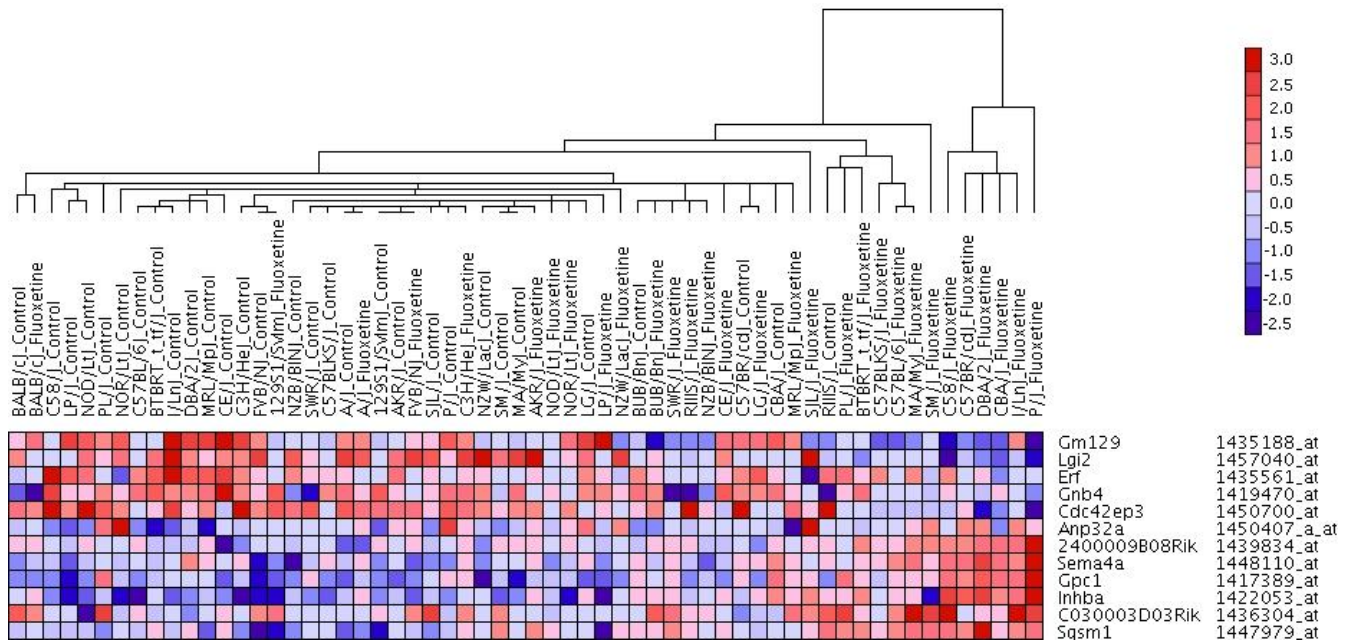 3.0
2.5
2.0
1.5
1.0
0.5
0.0
-0.5
-1.0
-1.5
-2.0
-2.5
BALB/cJ_Control
BALB/cJ_Fluoxetine
C58/J_Control
LP/J_Control
NOD/LtJ_Control
PL/J_Control
NOR/LtJ_Control
C57BL/6J_Control
BTBRT_t_tf/J_Control
I/LnJ_Control
DBA/2J_Control
MRL/MpJ_Control
CE/J_Control
C3H/HeJ_Control
FVB/NJ_Control
129S1/SvImJ_Fluoxetine
NZB/BlNJ_Control
SWR/J_Control
C57BLKS/J_Control
A/J_Control
A/J_Fluoxetine
129S1/SvImJ_Control
AKR/J_Control
FVB/NJ_Fluoxetine
SJL/J_Control
P/J_Control
C3H/HeJ_Fluoxetine
NZW/LacJ_Control
SM/J_Control
MA/MyJ_Control
AKR/J_Fluoxetine
NOD/LtJ_Fluoxetine
NOR/LtJ_Fluoxetine
LG/J_Control
LP/J_Fluoxetine
NZW/LacJ_Fluoxetine
BUB/BnJ_Control
BUB/BnJ_Fluoxetine
SWR/J_Fluoxetine
RIIIS/J_Fluoxetine
NZB/BlNJ_Fluoxetine
CE/J_Fluoxetine
C57BR/cdJ_Control
LG/J_Fluoxetine
CBA/J_Control
MRL/MpJ_Fluoxetine
SJL/J_Fluoxetine
RIIIS/J_Control
PL/J_Fluoxetine
BTBRT_t_tf/J_Fluoxetine
C57BLKS/J_Fluoxetine
C57BL/6J_Fluoxetine
MA/MyJ_Fluoxetine
SM/J_Fluoxetine
C58/J_Fluoxetine
C57BR/cdJ_Fluoxetine
DBA/2J_Fluoxetine
CBA/J_Fluoxetine
I/LnJ_Fluoxetine
P/J_Fluoxetine
Gm129 1435188_at
Lgi2 1457040_at
Erf 1435561_at
Gnb4 1419470_at
Cdc42ep3 1450700_at
Anp32a 1450407_a_at
2400009B08Rik 1439834_at
Sema4a 1448110_at
Gpc1 1417389_at
Inhba 1422053_at
C030003D03Rik 1436304_at
Sqsm1 1447979_at